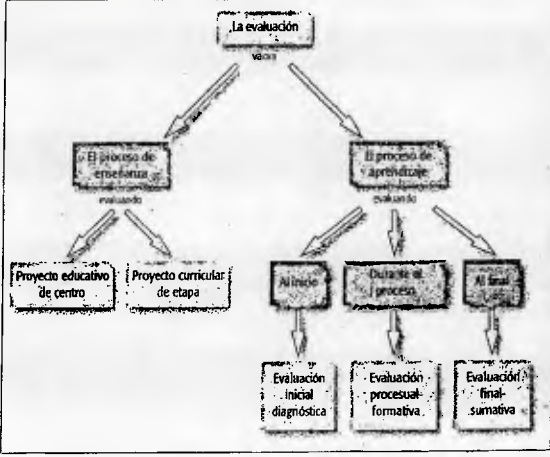 La evaluación
valora
El proceso de
enseñanza
El proceso de
aprendizaje
evaluando
evaluando
Proyecto educativo
de centro
Proyecto curricular
de etapa
Al inicio
Durante el
proceso
Al final
Evaluación
inicial
diagnóstica
Evaluación
procesual-
formativa
Evaluación
final-
sumativa